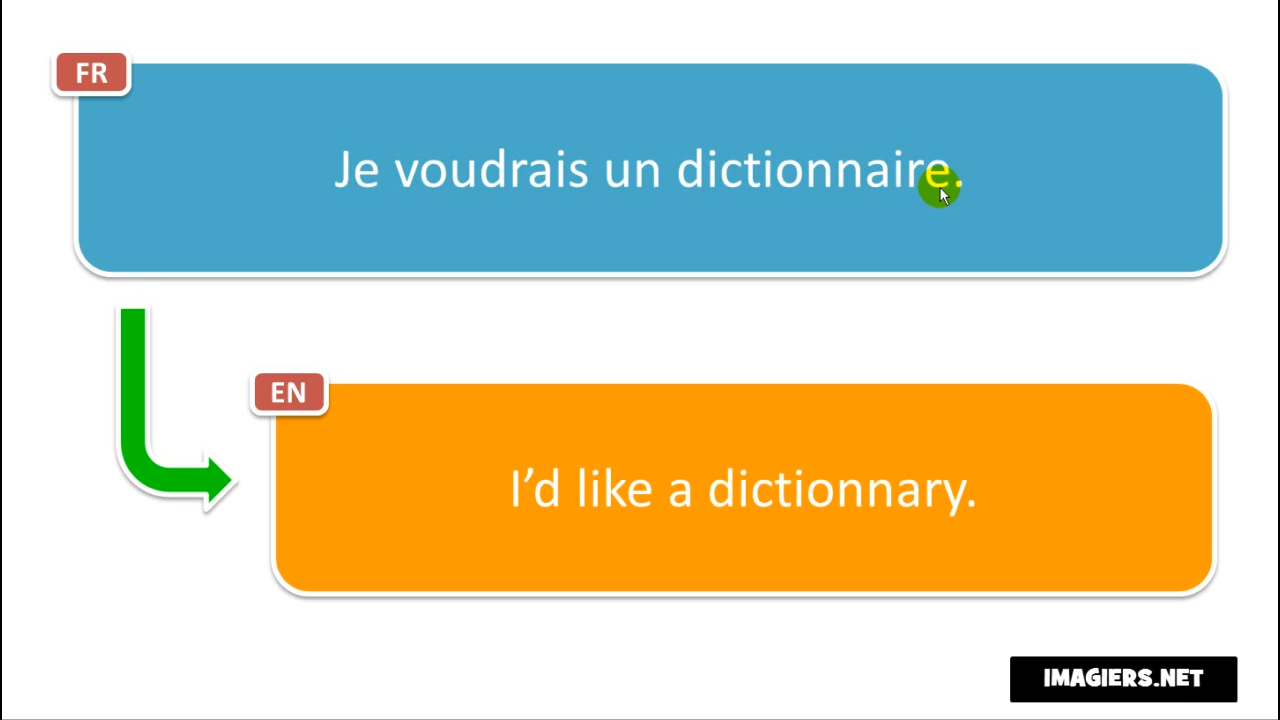 FR
Je voudrais un dictionnaire.
EN
I’d like a dictionnary.
IMAGIERS.NET